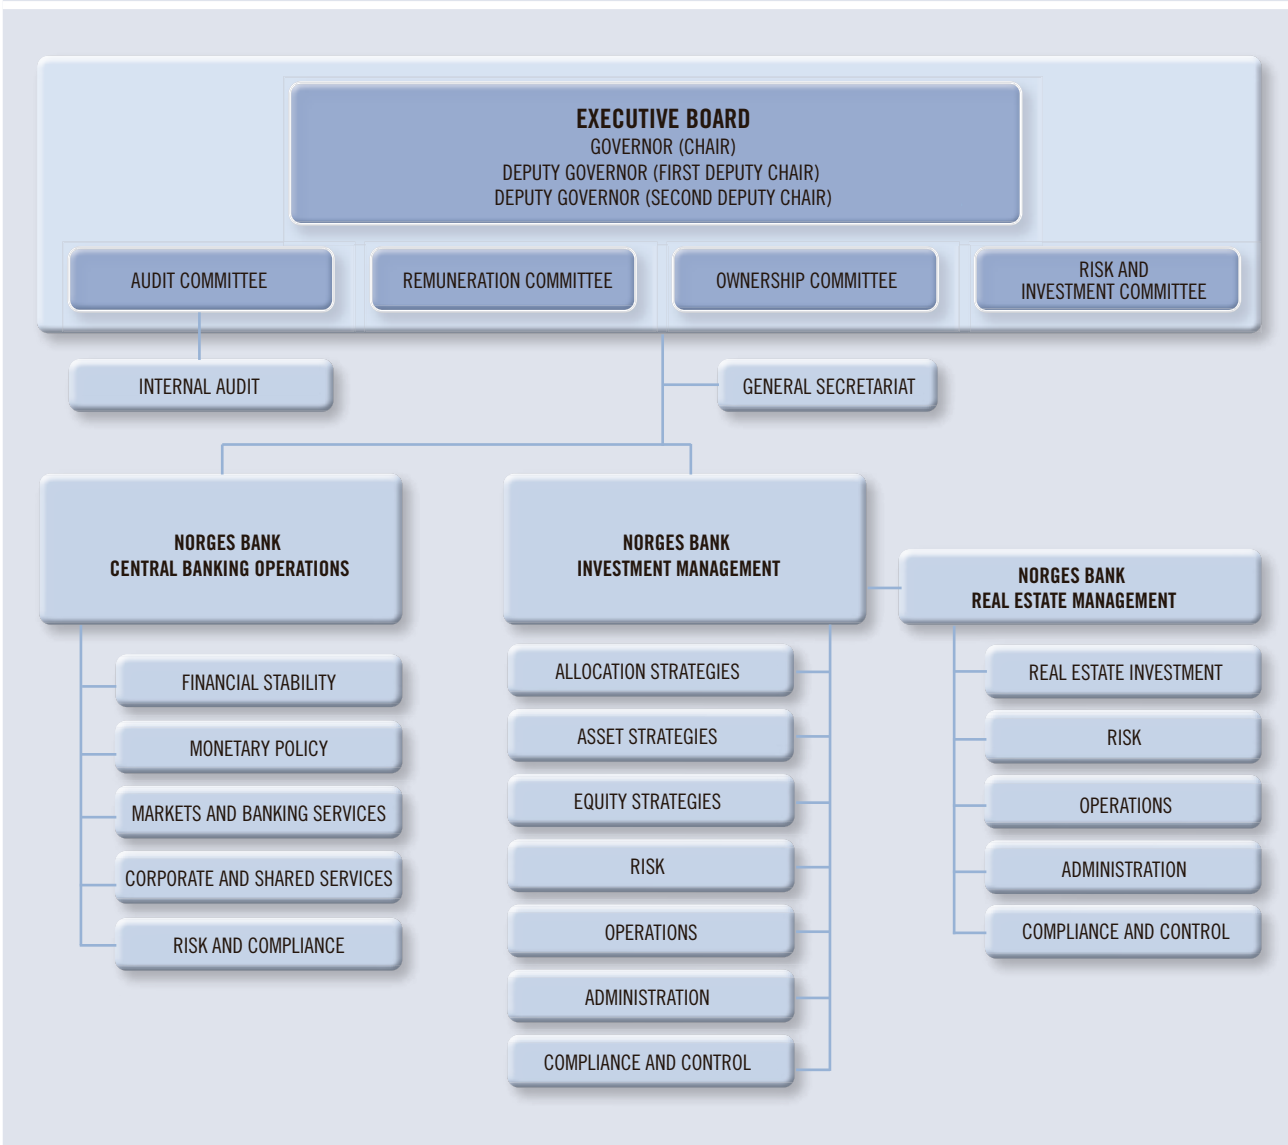 EXECUTIVE BOARD
GOVERNOR (CHAIR)
DEPUTY GOVERNOR (FIRST DEPUTY CHAIR)
DEPUTY GOVERNOR (SECOND DEPUTY CHAIR)
AUDIT COMMITTEE
REMUNERATION COMMITTEE
OWNERSHIP COMMITTEE
RISK AND
INVESTMENT COMMITTEE
INTERNAL AUDIT
GENERAL SECRETARIAT
NORGES BANK
CENTRAL BANKING OPERATIONS
FINANCIAL STABILITY
MONETARY POLICY
MARKETS AND BANKING SERVICES
CORPORATE AND SHARED SERVICES
RISK AND COMPLIANCE
NORGES BANK
INVESTMENT MANAGEMENT
ALLOCATION STRATEGIES
ASSET STRATEGIES
EQUITY STRATEGIES
RISK
OPERATIONS
ADMINISTRATION
COMPLIANCE AND CONTROL
NORGES BANK
REAL ESTATE MANAGEMENT
REAL ESTATE INVESTMENT
RISK
OPERATIONS
ADMINISTRATION
COMPLIANCE AND CONTROL